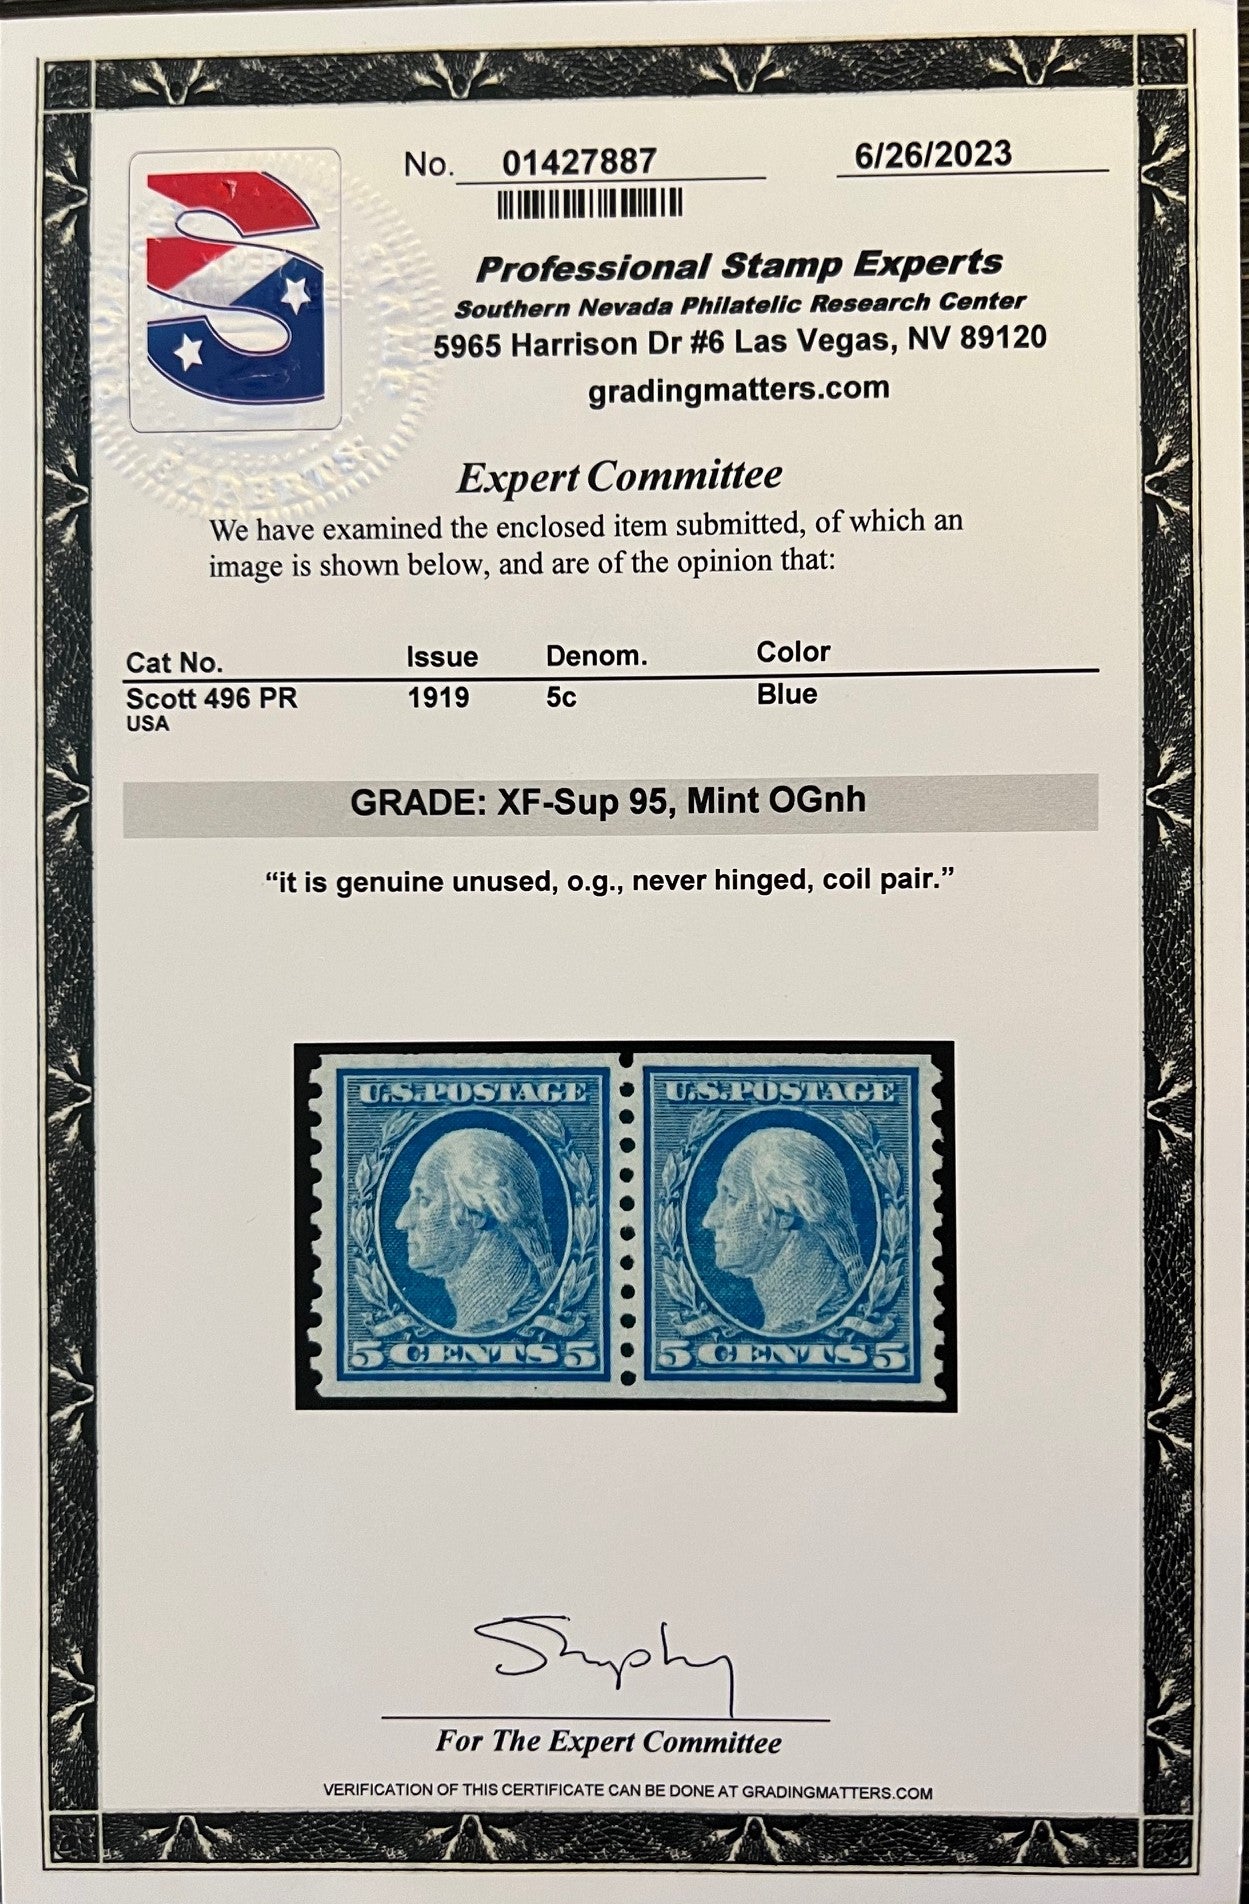 No. 01427887
6/26/2023
Professional Stamp Experts
Southern Nevada Philatelic Research Center
5965 Harrison Dr #6 Las Vegas, NV 89120
gradingmatters.com
EXPERTS
Expert Committee
We have examined the enclosed item submitted, of which an
image is shown below, and are of the opinion that:
Cat No. Issue Denom. Color
Scott 496 PR 1919 5c Blue
USA
GRADE: XF-Sup 95, Mint OGnh
“it is genuine unused, o.g., never hinged, coil pair.”
U.S. POSTAGE U.S. POSTAGE
5 CENTS 5 5 CENTS 5
For The Expert Committee
VERIFICATION OF THIS CERTIFICATE CAN BE DONE AT GRADINGMATTERS.COM